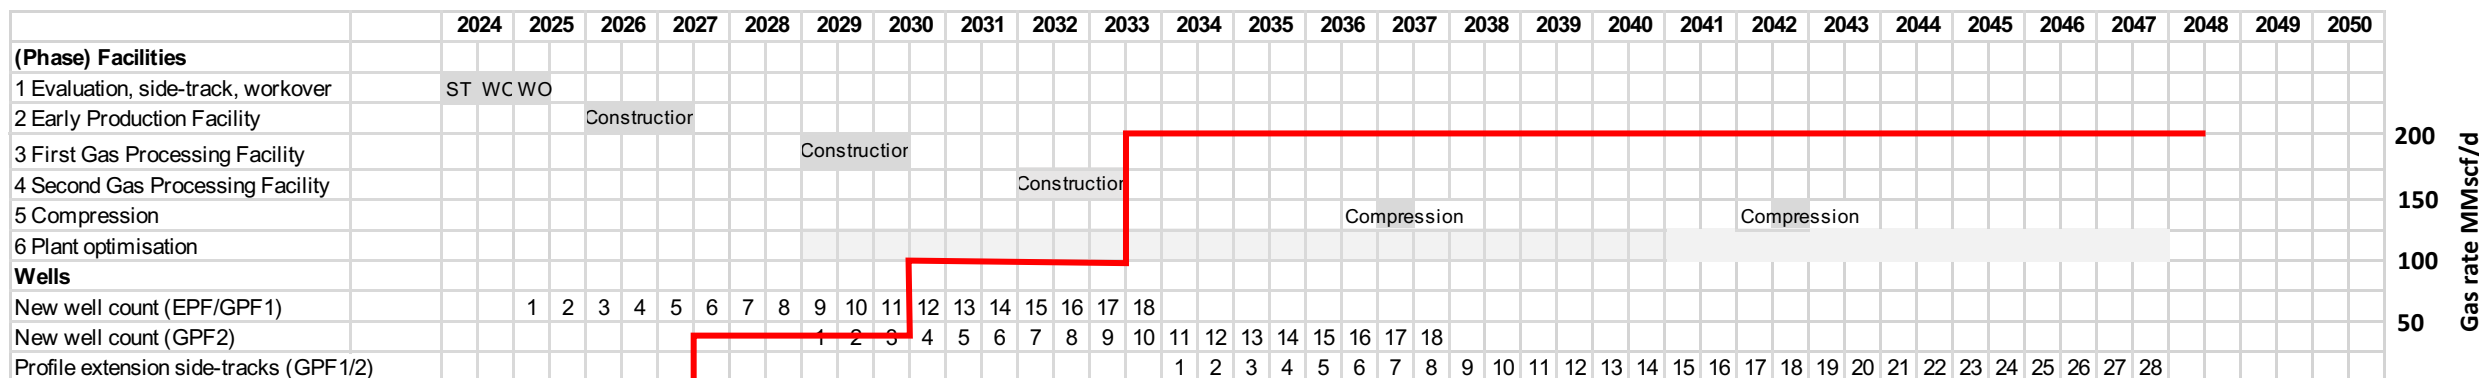 2024 2025 2026 2027 2028 2029 2030 2031 2032 2033 2034 2035 2036 2037 2038 2039 2040 2041 2042 2043 2044 2045 2046 2047 2048 2049 2050
(Phase) Facilities
1 Evaluation, side-track, workover ST WC WO
2 Early Production Facility Construction
200
3 First Gas Processing Facility Construction
4 Second Gas Processing Facility Construction
150
5 Compression Compression Compression
6 Plant optimisation
100
Wells
New well count (EPF/GPF1) 1 2 3 4 5 6 7 8 9 10 11 12 13 14 15 16 17 18
50
New well count (GPF2) 1 2 3 4 5 6 7 8 9 10 11 12 13 14 15 16 17 18
Profile extension side-tracks (GPF1/2) 1 2 3 4 5 6 7 8 9 10 11 12 13 14 15 16 17 18 19 20 21 22 23 24 25 26 27 28
Gas rate MMscf/d